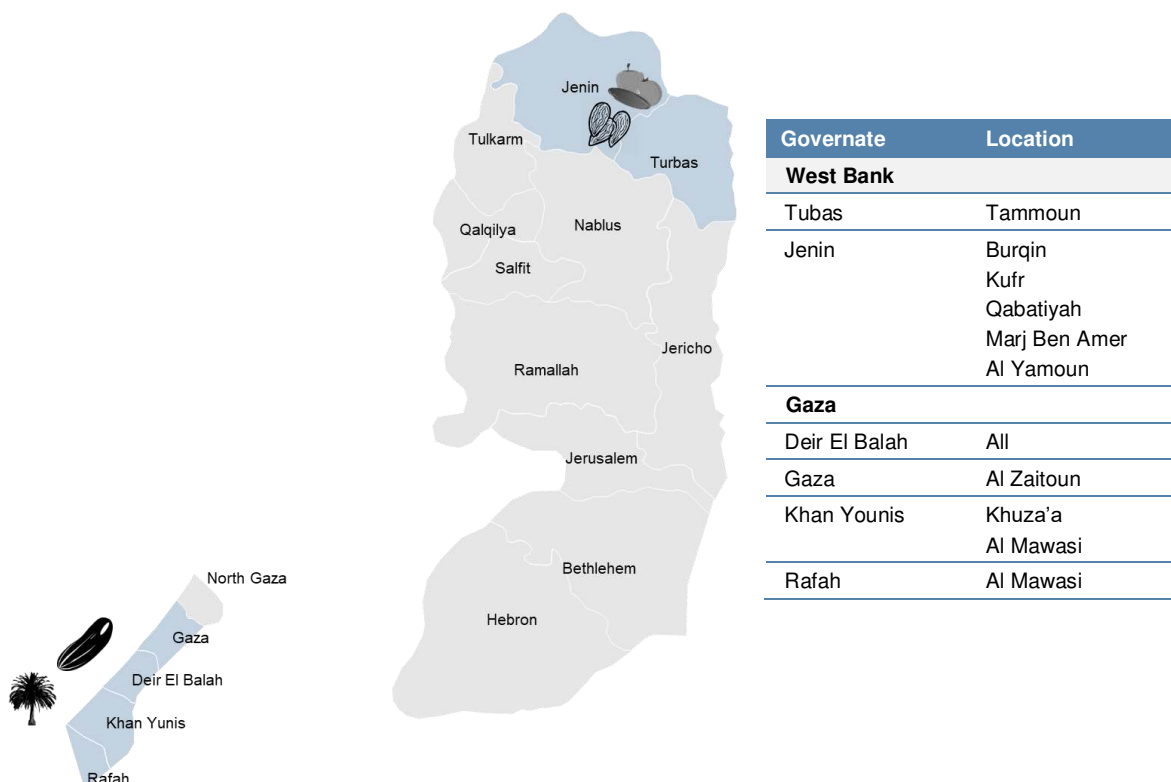 Jenin
Tulkarm
Turbas
Qalqilya
Nablus
Salfit
Jericho
Ramallah
Jerusalem
Bethlehem
Hebron
North Gaza
Gaza
Deir El Balah
Khan Yunis
Rafah
Governate Location
West Bank
Tubas Tammoun
Jenin Burqin
Kufr
Qabatiyah
Marj Ben Amer
Al Yamoun
Gaza
Deir El Balah All
Gaza Al Zaitoun
Khan Younis Khuza’a
Al Mawasi
Rafah Al Mawasi